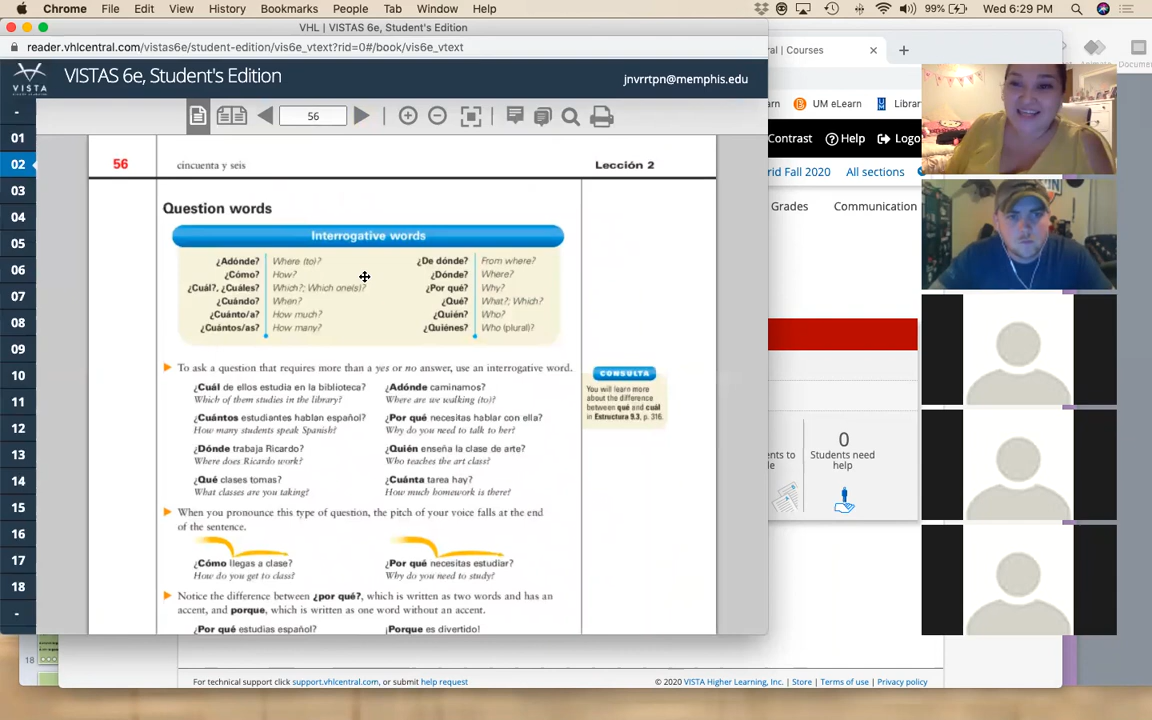 Chrome File Edit View History Bookmarks People Tab Window Help
99% Wed 6:29 PM
VHL | VISTAS 6e, Student's Edition
reader.vhlcentral.com/vistas6e/student-edition/vis6e_vtext?rid=0#/book/vis6e_vtext
VISTA
VISTAS 6e, Student's Edition
jnvrrtpn@memphis.edu
56
-
01
02
03
04
05
06
07
08
09
10
11
12
13
14
15
16
17
18
-
56 cincuenta y seis Lección 2
Question words
Interrogative words
¿Adónde? Where (to)? ¿De dónde? From where?
¿Cómo? How? ¿Dónde? Where?
¿Cuál?, ¿Cuáles? Which?; Which one(s)? ¿Por qué? Why?
¿Cuándo? When? ¿Qué? What?; Which?
¿Cuánto/a? How much? ¿Quién? Who?
¿Cuántos/as? How many? ¿Quiénes? Who (plural)?
To ask a question that requires more than a yes or no answer, use an interrogative word.
¿Cuál de ellos estudia en la biblioteca? ¿Adónde caminamos?
Which of them studies in the library? Where are we walking (to)?
¿Cuántos estudiantes hablan español? ¿Por qué necesitas hablar con ella?
How many students speak Spanish? Why do you need to talk to her?
¿Dónde trabaja Ricardo? ¿Quién enseña la clase de arte?
Where does Ricardo work? Who teaches the art class?
¿Qué clases tomas? ¿Cuánta tarea hay?
What classes are you taking? How much homework is there?
CONSULTA
You will learn more
about the difference
between qué and cuál
in Estructura 9.3, p. 316.
When you pronounce this type of question, the pitch of your voice falls at the end
of the sentence.
¿Cómo llegas a clase? ¿Por qué necesitas estudiar?
How do you get to class? Why do you need to study?
Notice the difference between ¿por qué?, which is written as two words and has an
accent, and porque, which is written as one word without an accent.
¿Por qué estudias español? ¡Porque es divertido!
ral | Courses
Documer
arn UM eLearn Librar
Contrast Help Logo
rid Fall 2020 All sections
Grades Communication
0
ents to Students need
le help
18
For technical support click support.vhlcentral.com, or submit help request
© 2020 VISTA Higher Learning, Inc. | Store | Terms of use | Privacy policy